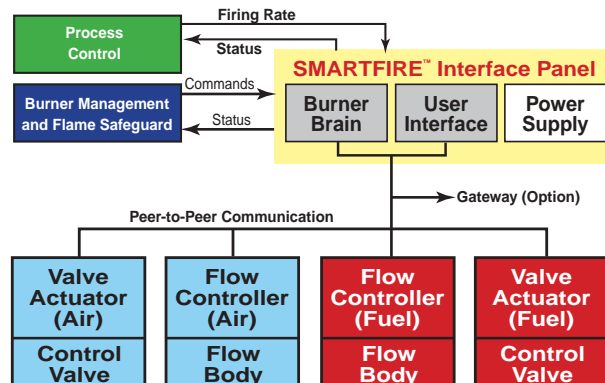 Firing Rate
Process
Control
Status
SMARTFIRE™ Interface Panel
Commands
Burner Management
and Flame Safeguard
Status
Burner
Brain
User
Interface
Power
Supply
Gateway (Option)
Peer-to-Peer Communication
Valve
Actuator
(Air)
Control
Valve
Flow
Controller
(Air)
Flow
Body
Flow
Controller
(Fuel)
Flow
Body
Valve
Actuator
(Fuel)
Control
Valve